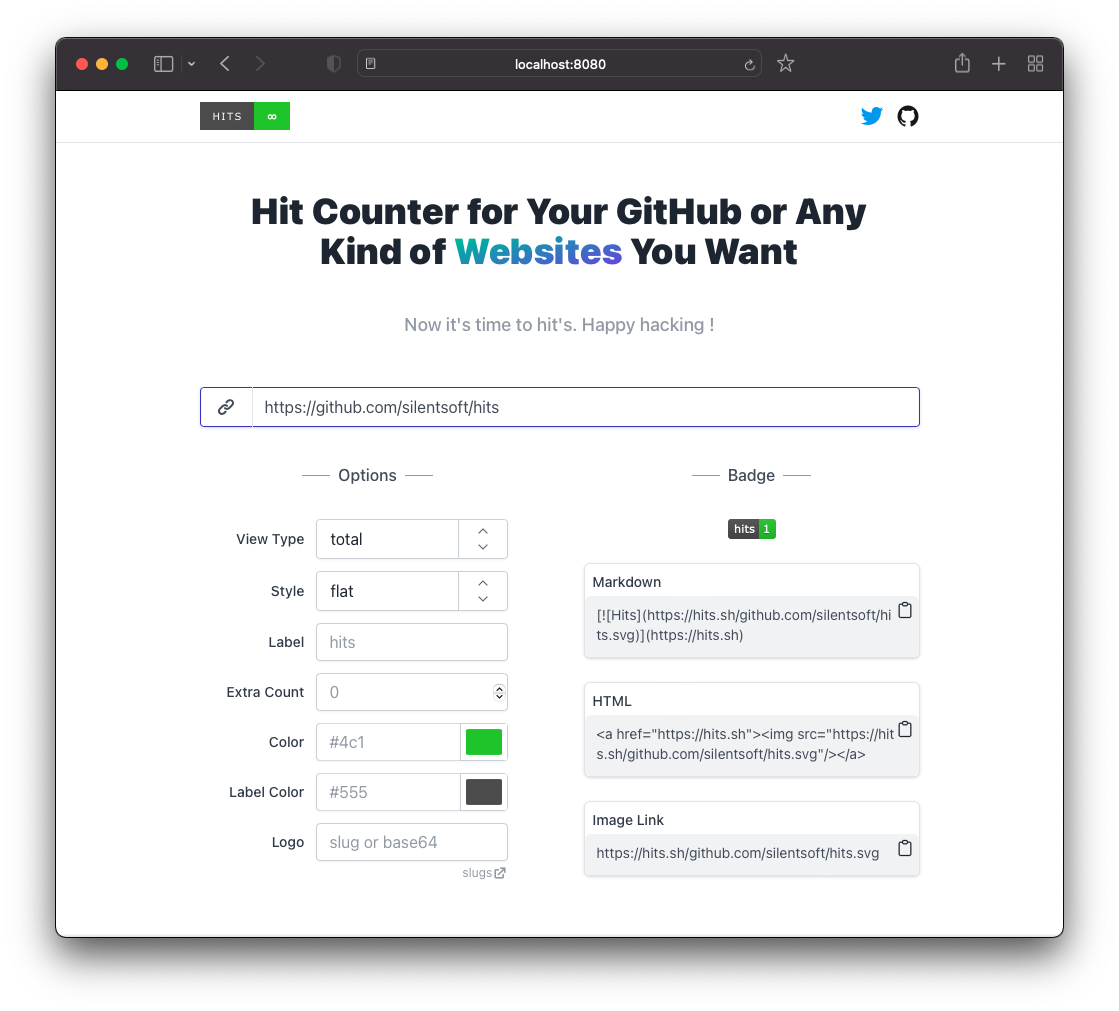 localhost:8080
HITS ∞
Hit Counter for Your GitHub or Any
Kind of Websites You Want
Now it's time to hit's. Happy hacking !
https://github.com/silentsoft/hits
Options
View Type total
Style flat
Label hits
Extra Count 0
Color #4c1
Label Color #555
Logo slug or base64
slugs
Badge
hits 1
Markdown
[![Hits](https://hits.sh/github.com/silentsoft/hi
ts.svg)](https://hits.sh)
HTML
<a href="https://hits.sh"><img src="https://hit
s.sh/github.com/silentsoft/hits.svg"/></a>
Image Link
https://hits.sh/github.com/silentsoft/hits.svg